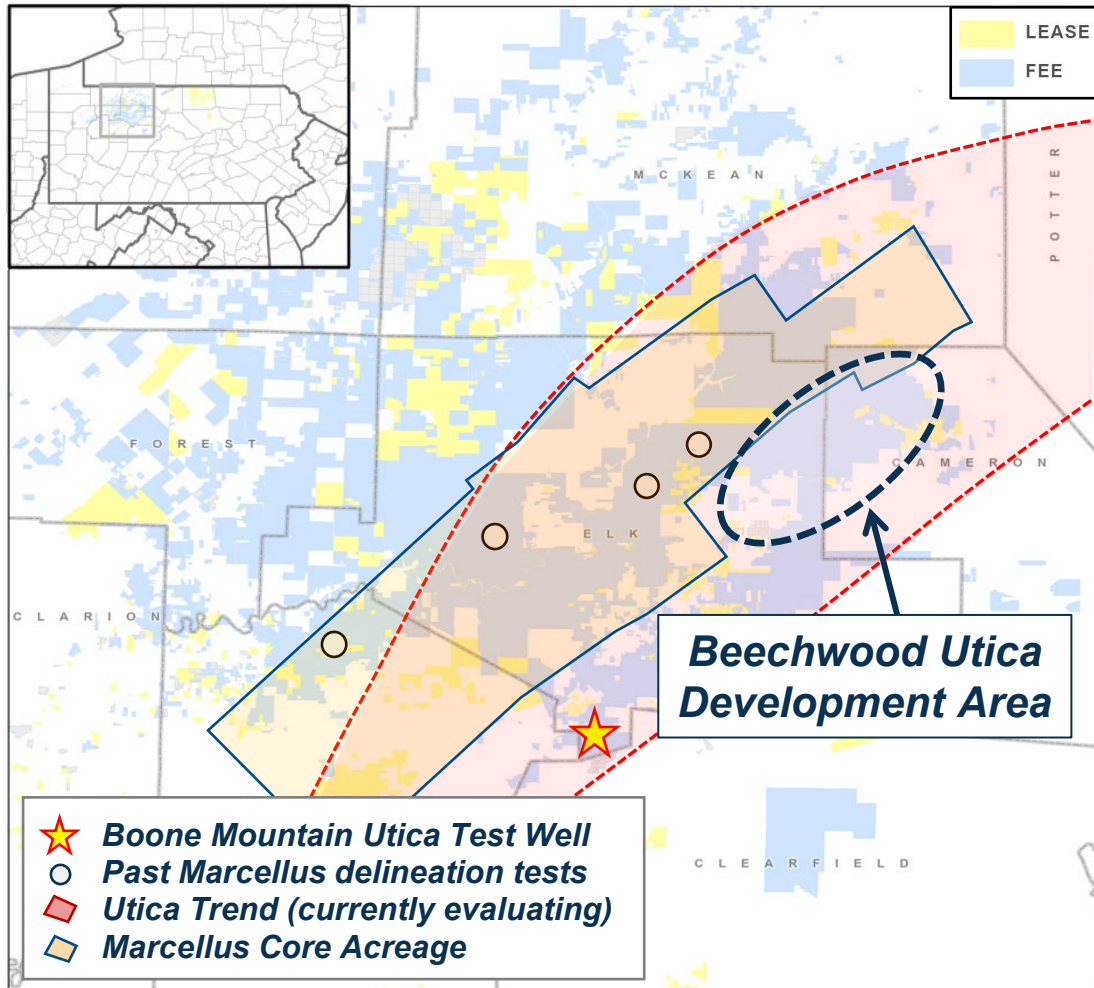 LEASE
FEE
MCKEAN
POTTER
FOREST
CAMERON
ELK
CLARION
Beechwood Utica
Development Area
CLEARFIELD
Boone Mountain Utica Test Well
Past Marcellus delineation tests
Utica Trend (currently evaluating)
Marcellus Core Acreage